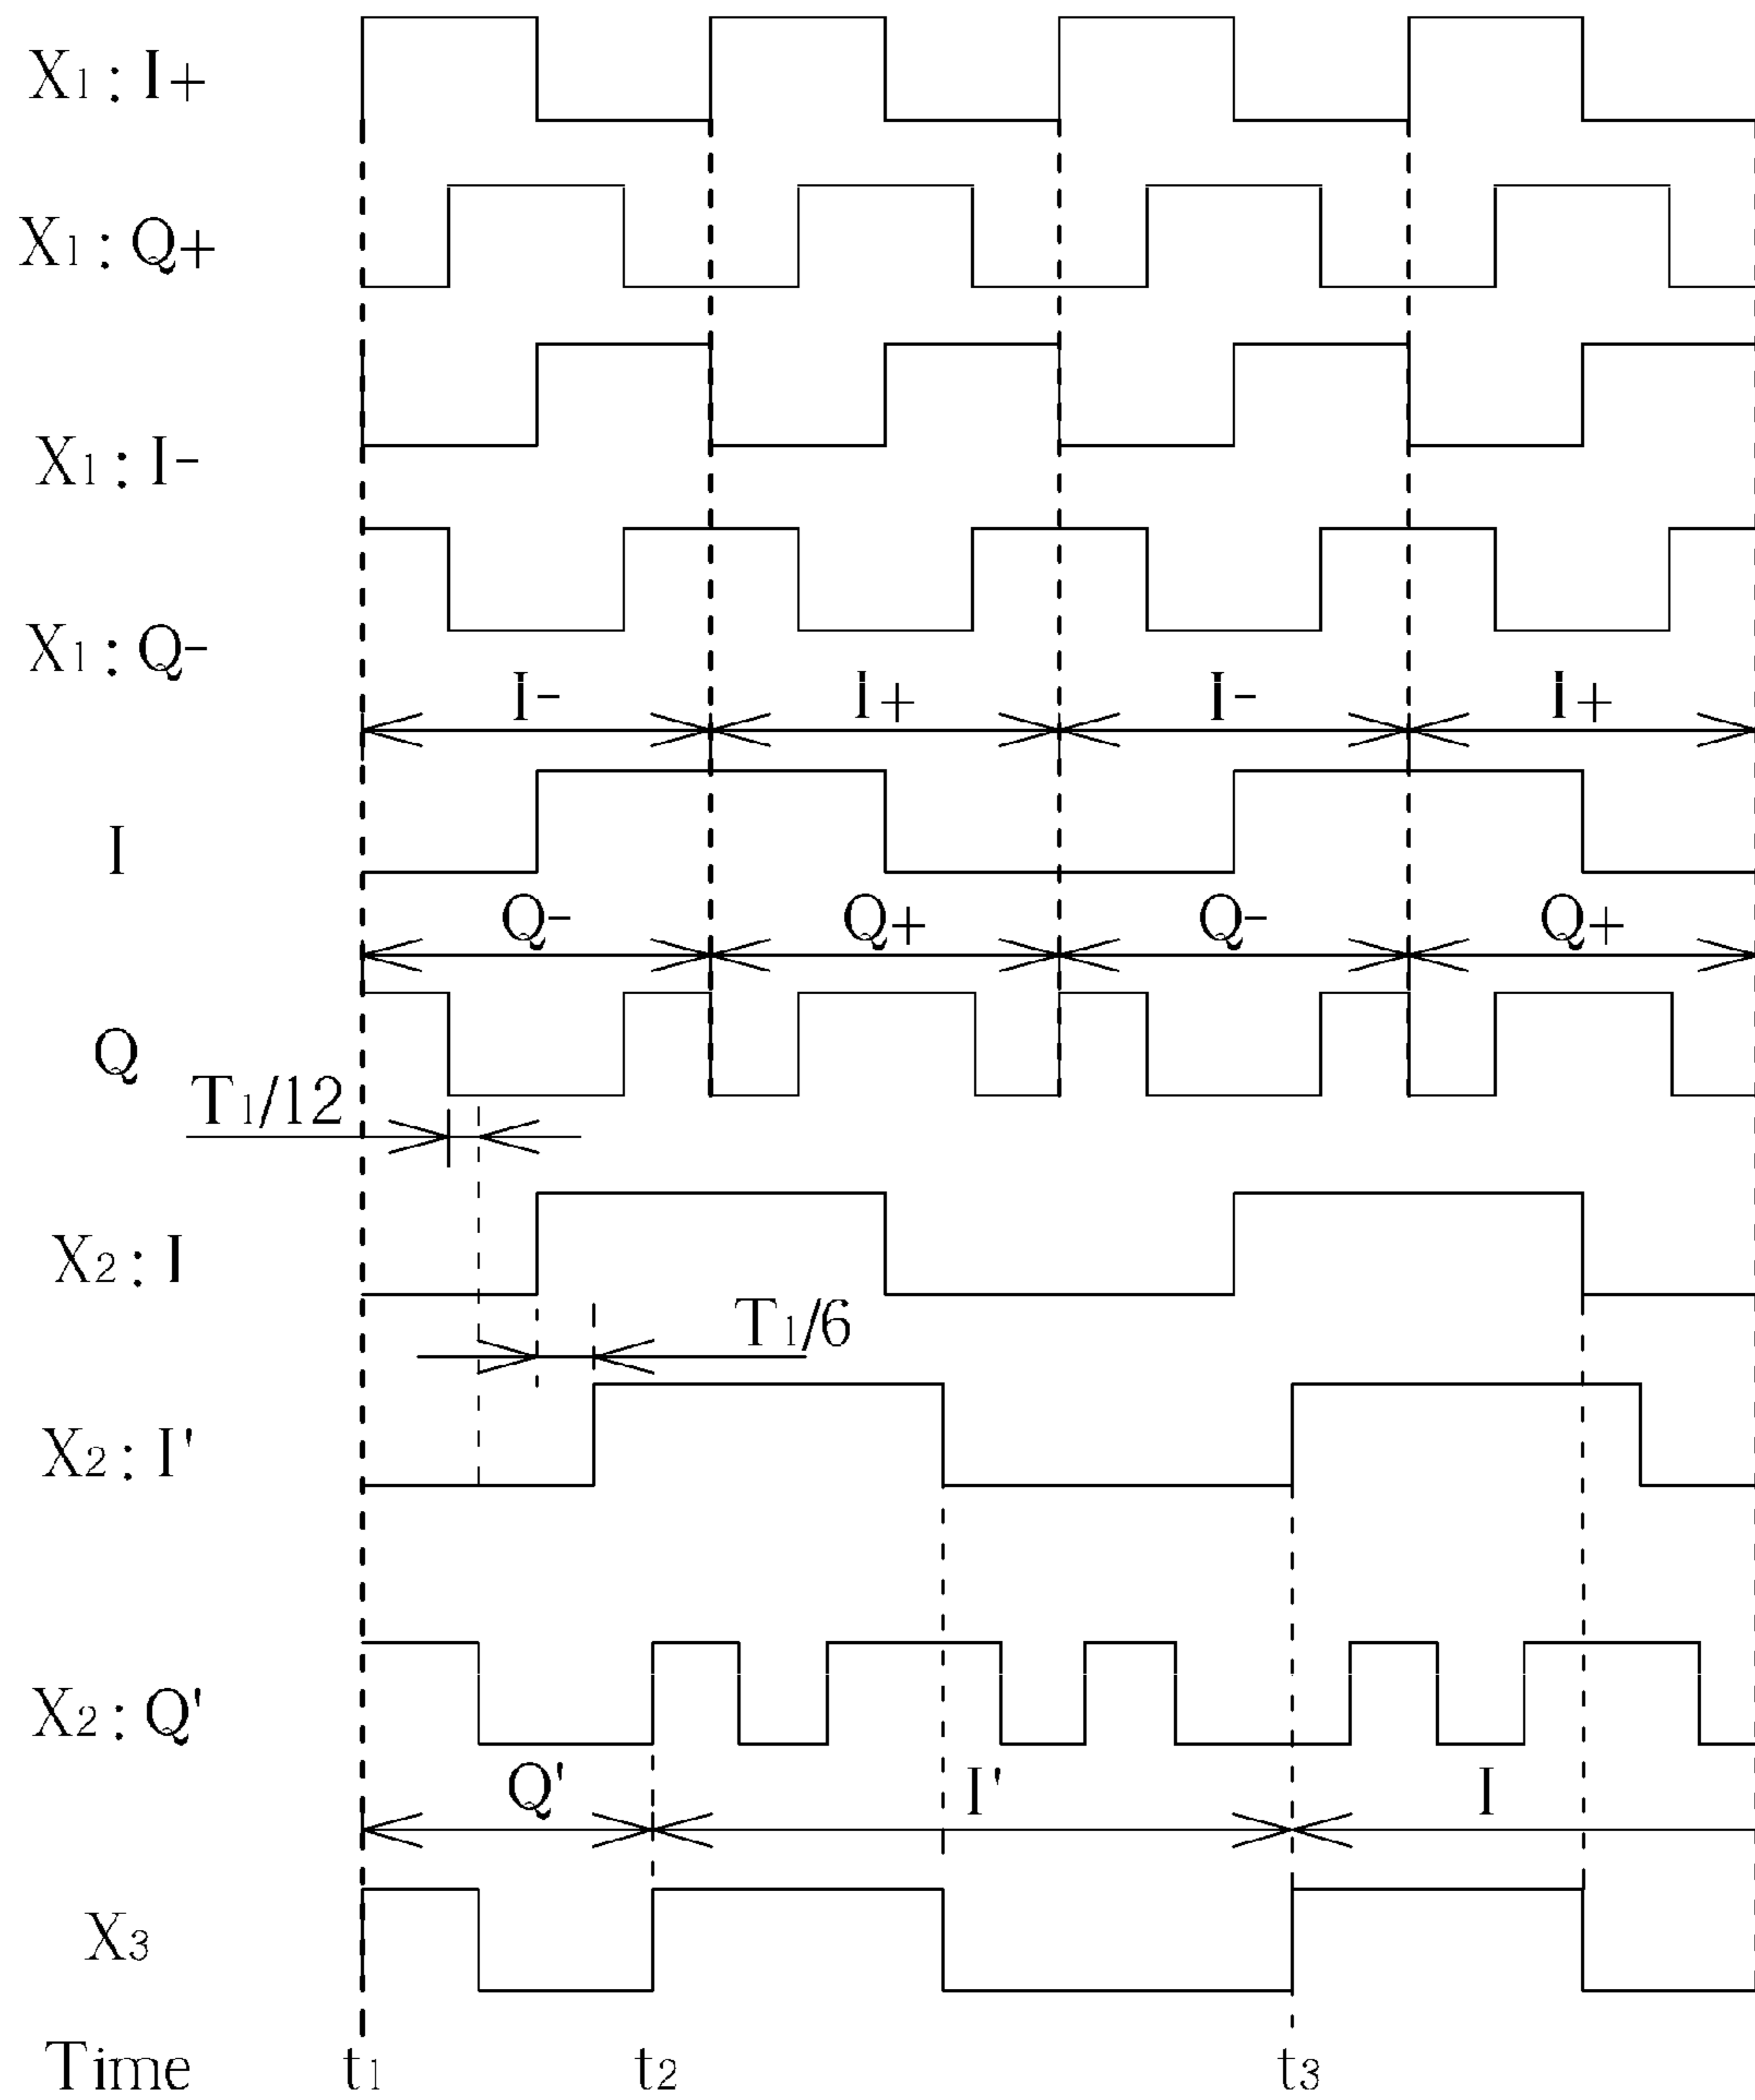 X1 : I+
X1 : Q+
X1 : I-
X1 : Q-
I- I+ I- I+
I
Q- Q+ Q- Q+
Q
T1/12
X2 : I
T1/6
X2 : I'
X2 : Q'
Q' I' I
X3
Time t1 t2 t3